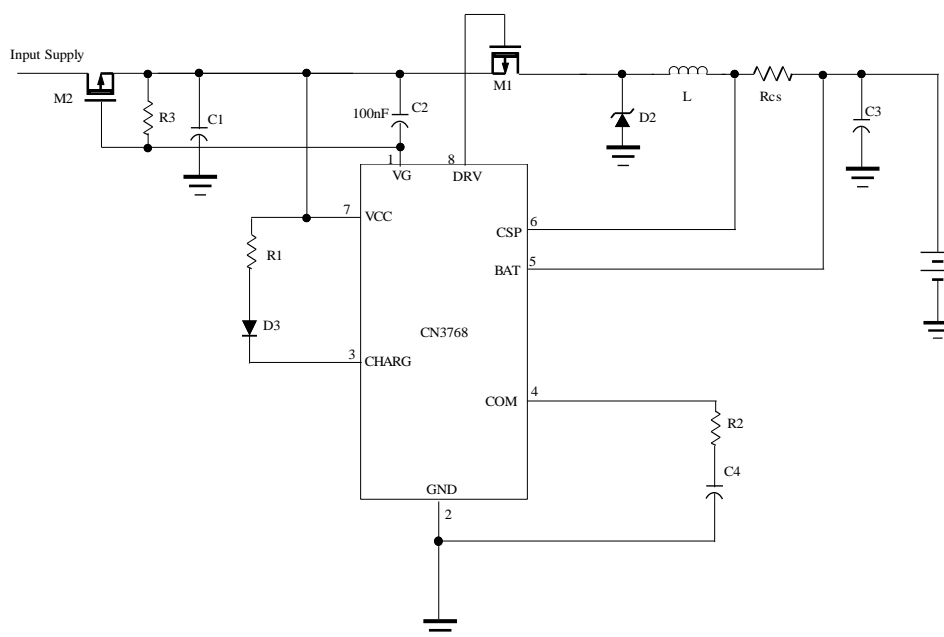 Input Supply
M2
R3
C1
100nF
C2
M1
D2
L
Rcs
C3
1
8
VG
DRV
7
VCC
6
CSP
5
BAT
R1
D3
CN3768
3
CHARG
4
COM
R2
C4
GND
2